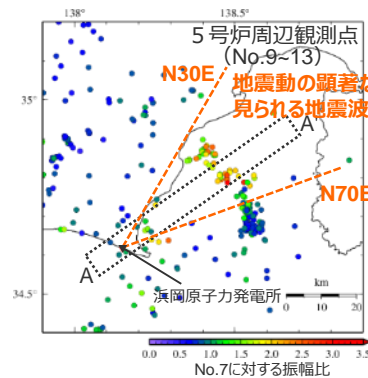 138°
138.5°
５号炉周辺観測点
（No.9~13）
N30E
地震動の顕著な
見られる地震波
35°
A'
N70E
A
浜岡原子力発電所
34.5°
km
0 10 20
0.0 0.5 1.0 1.5 2.0 2.5 3.0 3.5
No.7に対する振幅比